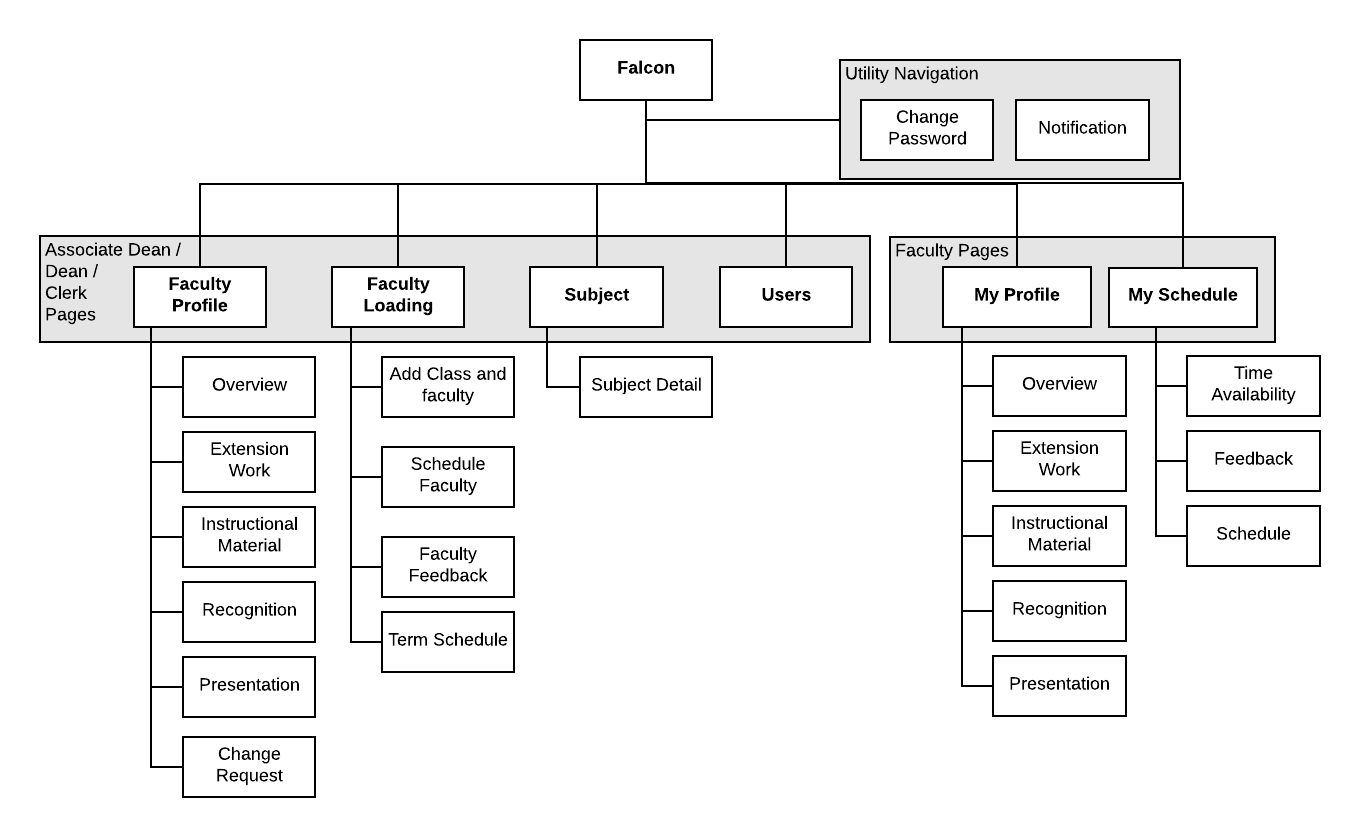 Falcon
Utility Navigation
Change
Password
Notification
Associate Dean /
Dean /
Clerk
Pages
Faculty
Profile
Faculty
Loading
Subject
Users
Faculty Pages
My Profile
My Schedule
Overview
Extension
Work
Instructional
Material
Recognition
Presentation
Change
Request
Add Class and
faculty
Schedule
Faculty
Faculty
Feedback
Term Schedule
Subject Detail
Overview
Extension
Work
Instructional
Material
Recognition
Presentation
Time
Availability
Feedback
Schedule